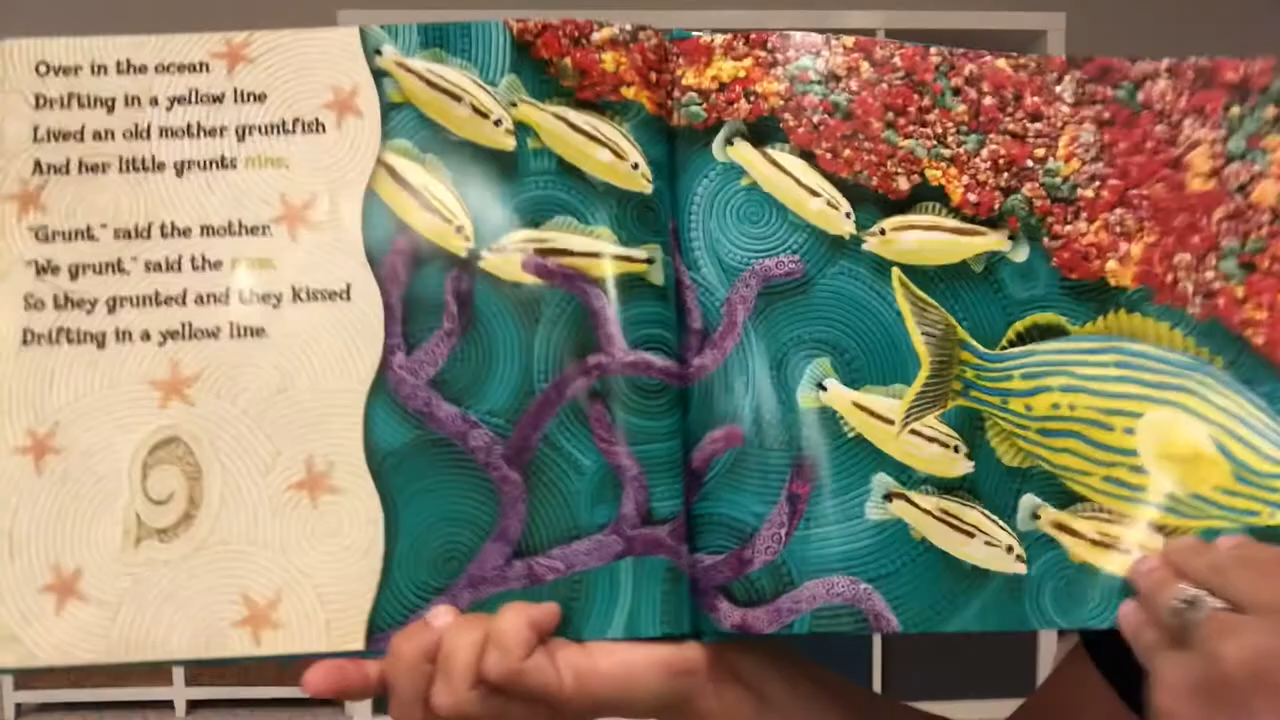 Over in the ocean
Drifting in a yellow line
Lived an old mother gruntfish
And her little grunts nine.
"Grunt," said the mother.
"We grunt," said the
So they grunted and they kissed
Drifting in a yellow line.